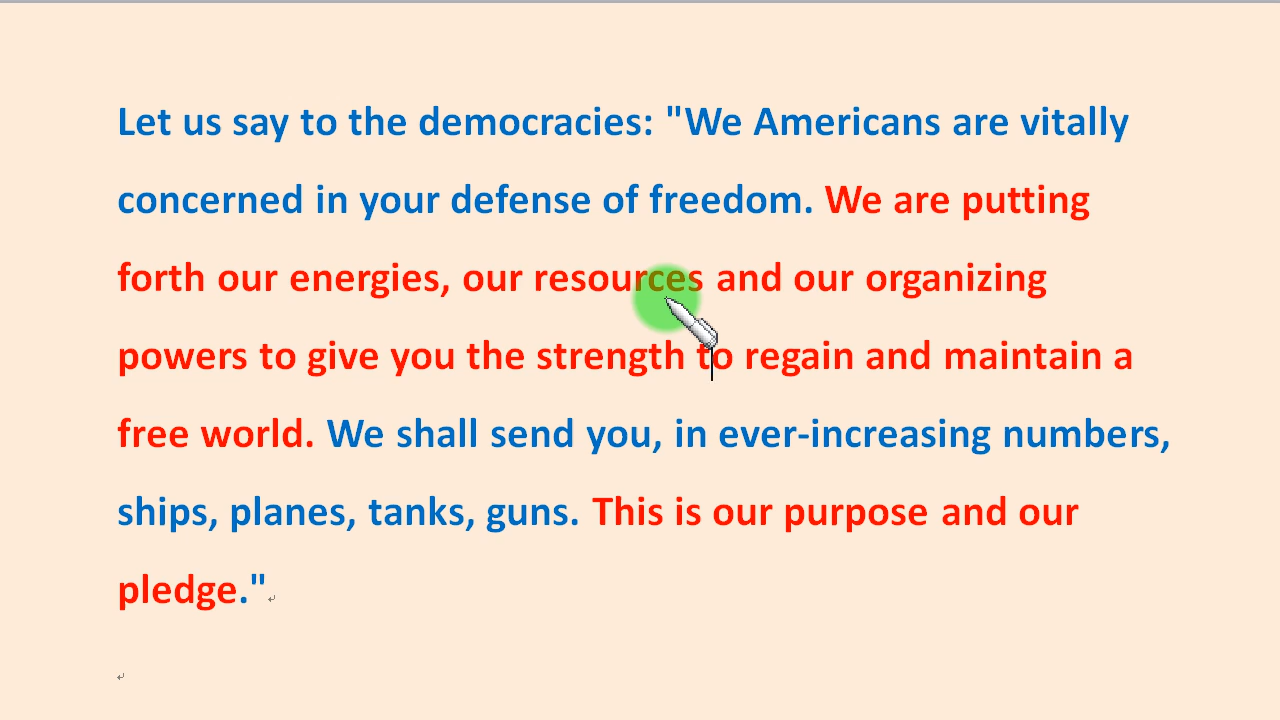 Let us say to the democracies: "We Americans are vitally
concerned in your defense of freedom. We are putting
forth our energies, our resources and our organizing
powers to give you the strength to regain and maintain a
free world. We shall send you, in ever-increasing numbers,
ships, planes, tanks, guns. This is our purpose and our
pledge."